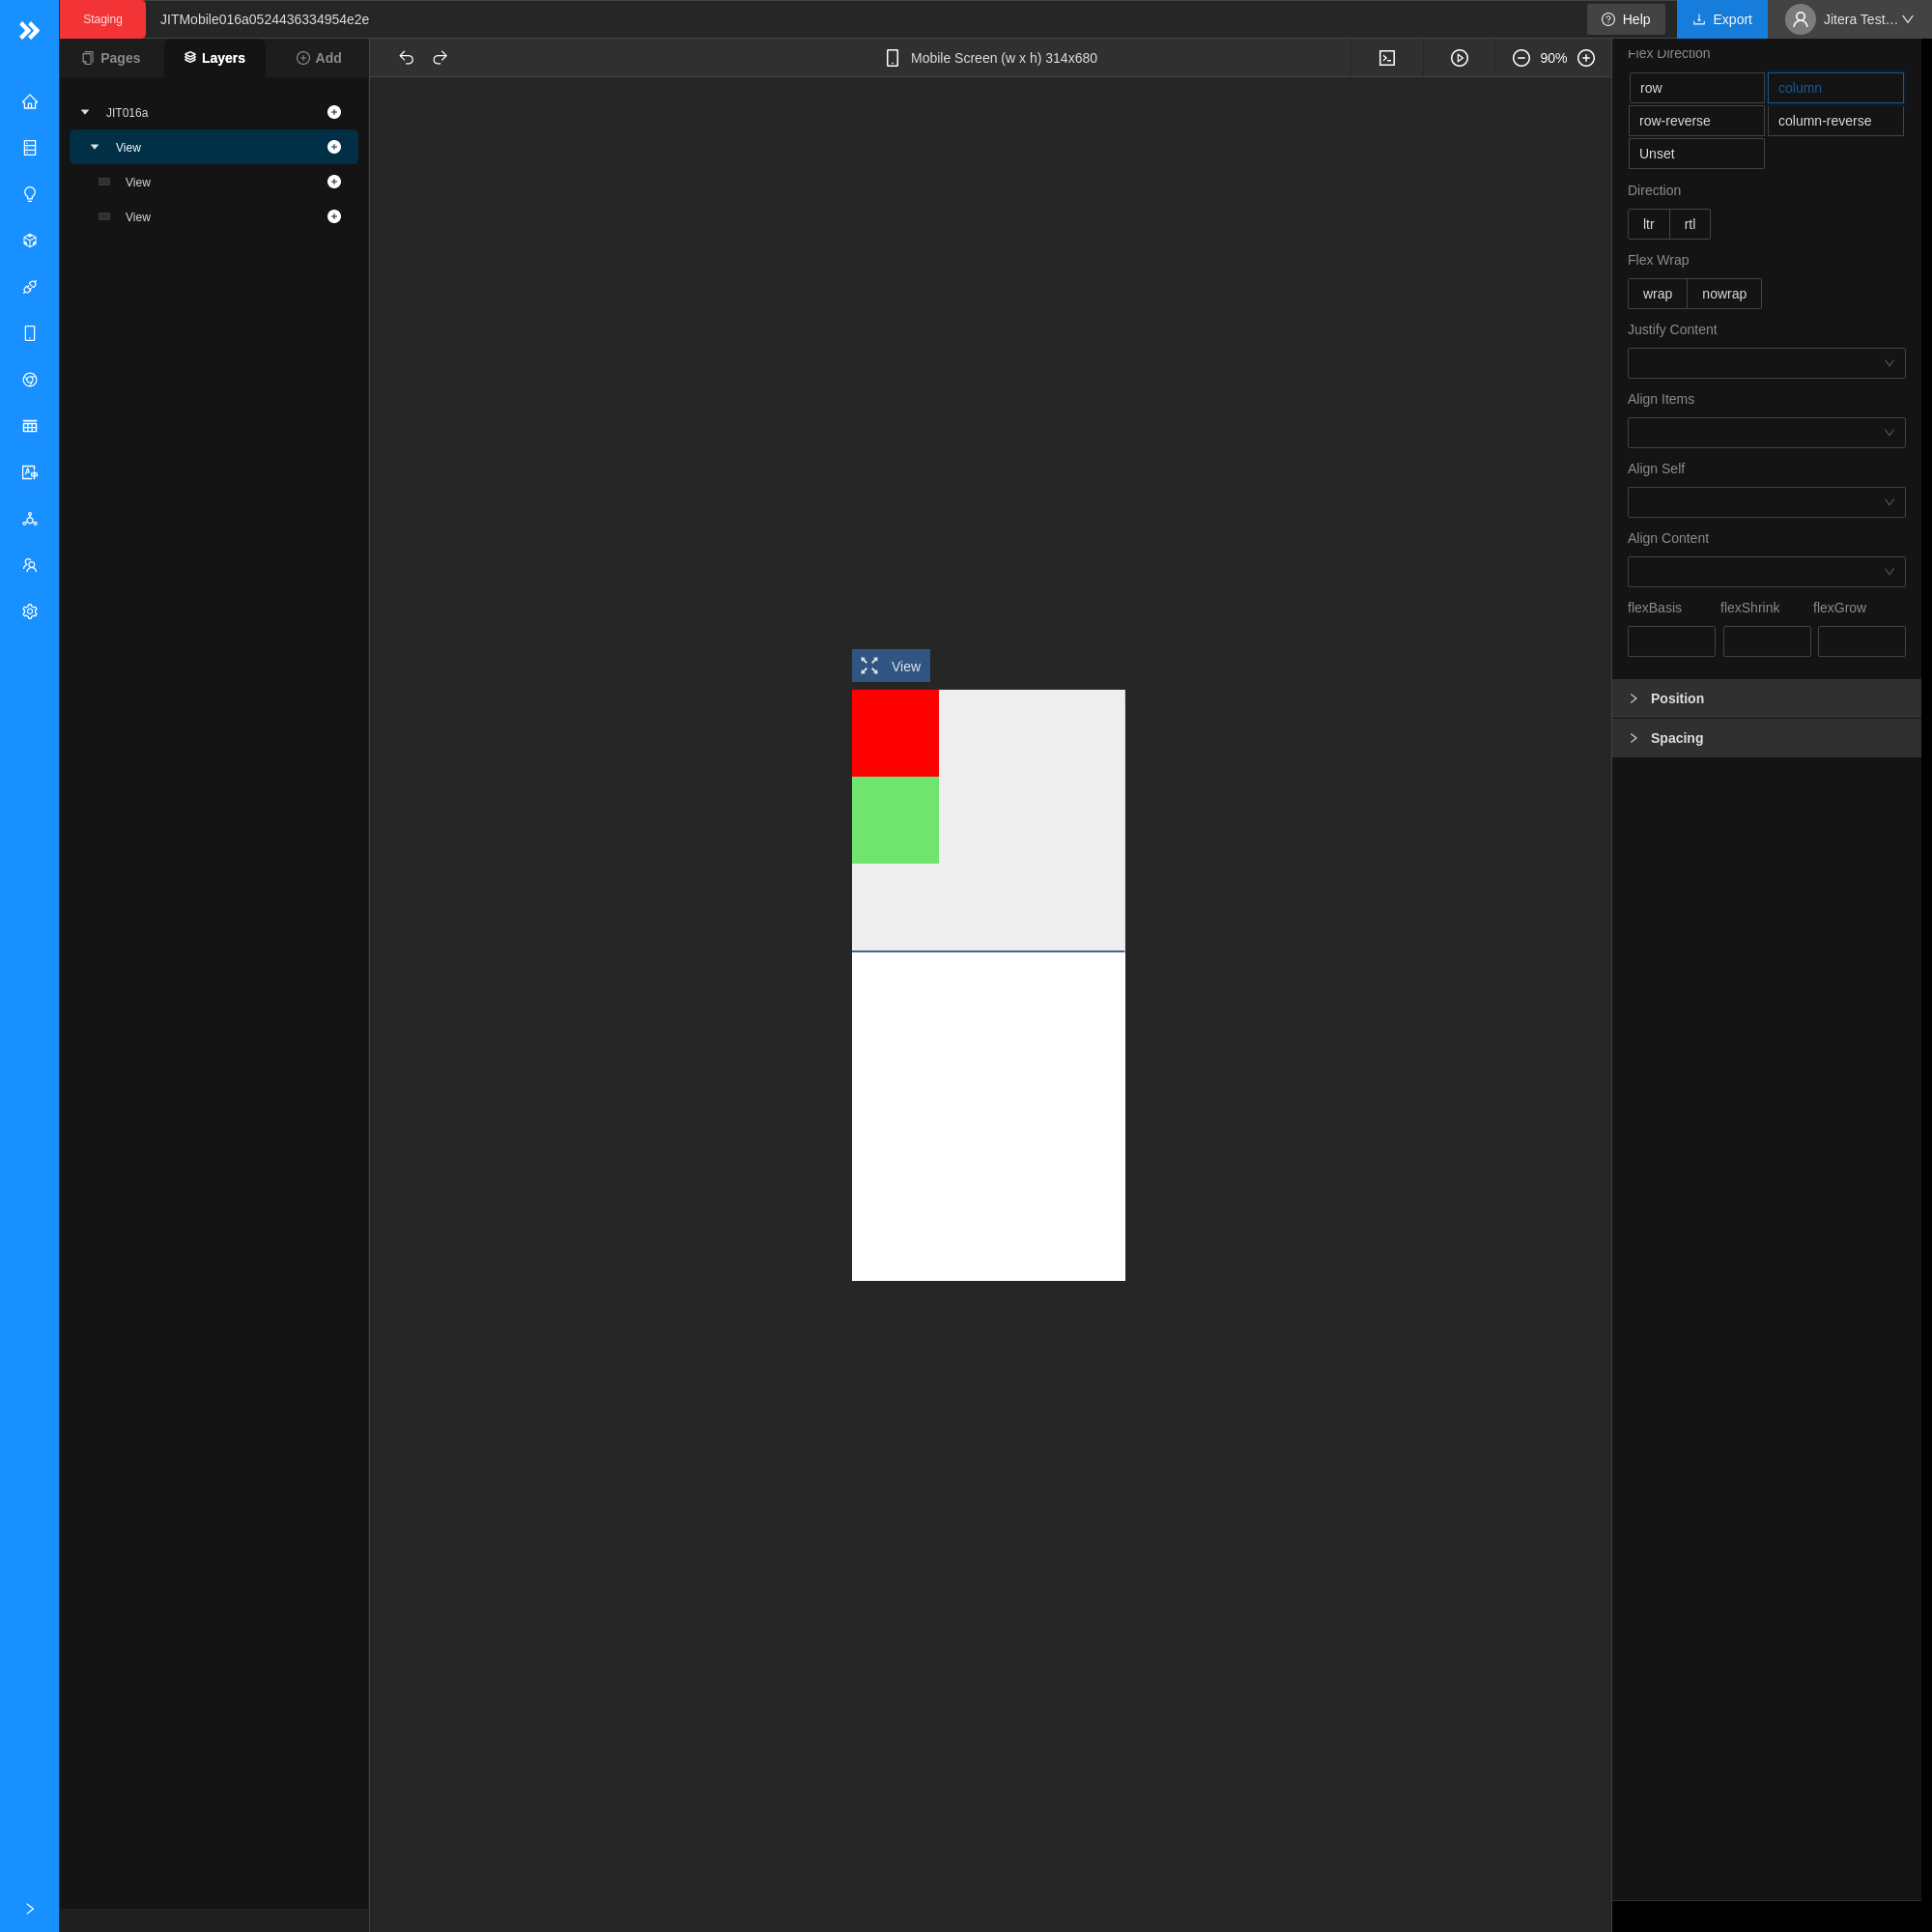 Staging
JITMobile016a0524436334954e2e
Help
Export
Jitera Test...
Pages
Layers
Add
Mobile Screen (w x h) 314x680
90%
JIT016a
View
View
View
View
Flex Direction
row
column
row-reverse
column-reverse
Unset
Direction
ltr
rtl
Flex Wrap
wrap
nowrap
Justify Content
Align Items
Align Self
Align Content
flexBasis
flexShrink
flexGrow
Position
Spacing